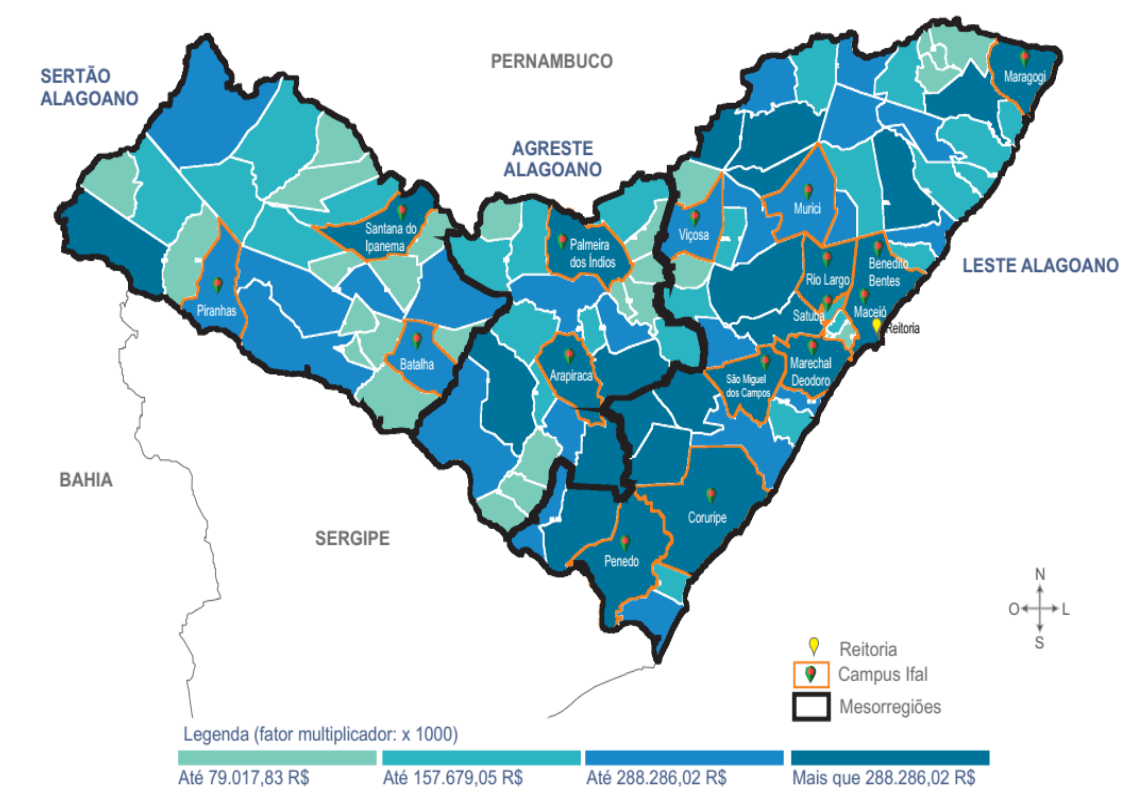 PERNAMBUCO
SERTÃO
ALAGOANO
Maragogi
AGRESTE
ALAGOANO
Murici
Viçosa
Santana do
Ipanema
Palmeira
dos Índios
LESTE ALAGOANO
Benedito
Bentes
Rio Largo
Piranhas
Satuba
Maceió
Reitoria
Batalha
Arapiraca
Marechal
Deodoro
São Miguel
dos Campos
BAHIA
SERGIPE
Coruripe
Penedo
N
O
L
S
Reitoria
Campus Ifal
Mesorregiões
Legenda (fator multiplicador: x 1000)
Até 79.017,83 R$
Até 157.679,05 R$
Até 288.286,02 R$
Mais que 288.286,02 R$